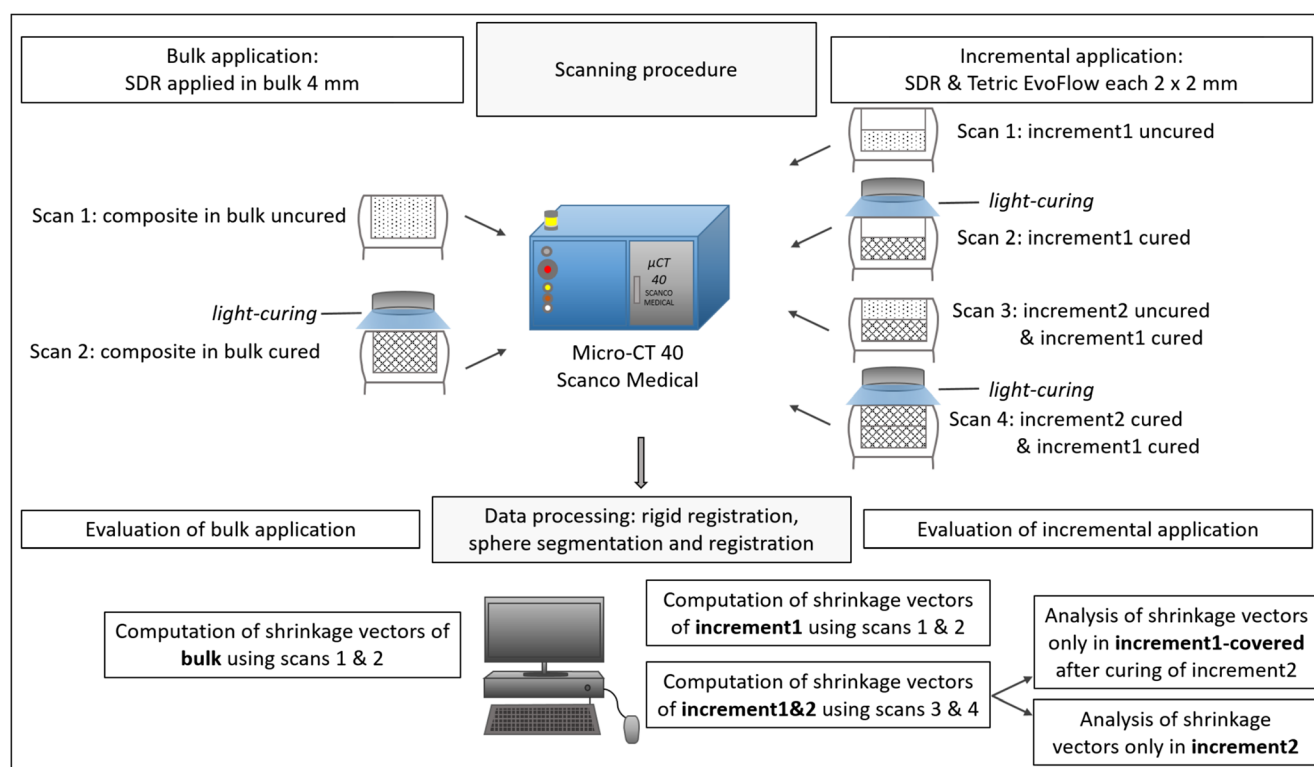 Bulk application:
SDR applied in bulk 4 mm
Scanning procedure
Incremental application:
SDR & Tetric EvoFlow each 2 x 2 mm
Scan 1: composite in bulk uncured
light-curing
Scan 2: composite in bulk cured
µCT
40
SCANCO
MEDICAL
Micro-CT 40
Scanco Medical
Scan 1: increment1 uncured
light-curing
Scan 2: increment1 cured
Scan 3: increment2 uncured
& increment1 cured
light-curing
Scan 4: increment2 cured
& increment1 cured
Evaluation of bulk application
Data processing: rigid registration,
sphere segmentation and registration
Evaluation of incremental application
Computation of shrinkage vectors of
bulk using scans 1 & 2
Computation of shrinkage vectors
of increment1 using scans 1 & 2
Computation of shrinkage vectors
of increment1&2 using scans 3 & 4
Analysis of shrinkage vectors
only in increment1-covered
after curing of increment2
Analysis of shrinkage
vectors only in increment2